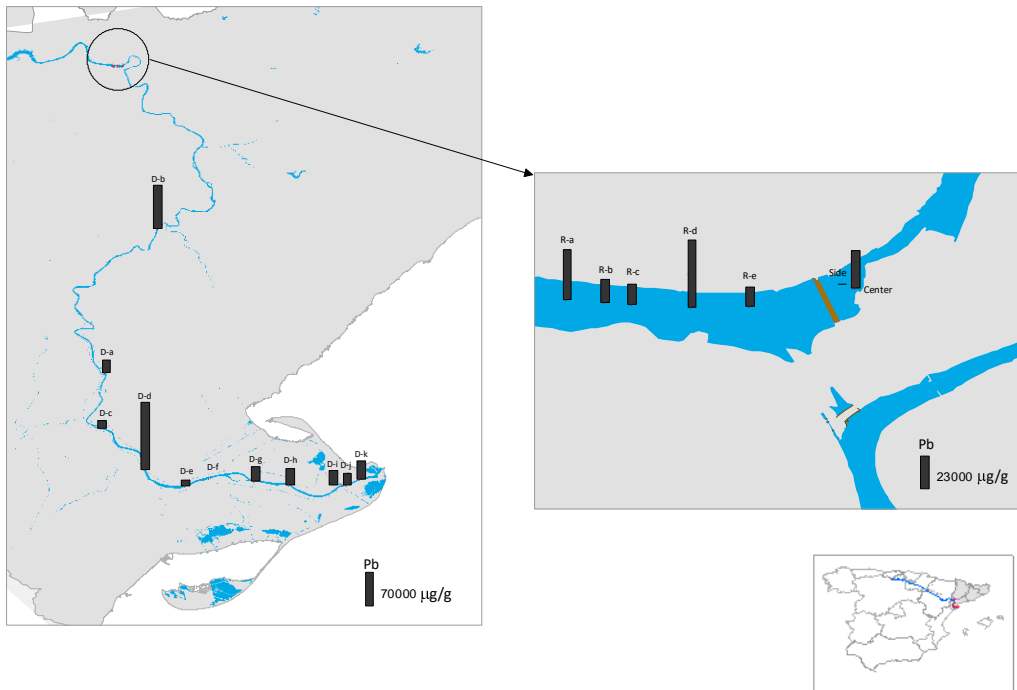 D-b
D-a
D-d
D-c
D-e
D-f
D-g
D-h
D-i
D-j
D-k
Pb
70000 µg/g
R-a
R-b
R-c
R-d
R-e
Side
Center
Pb
23000 µg/g